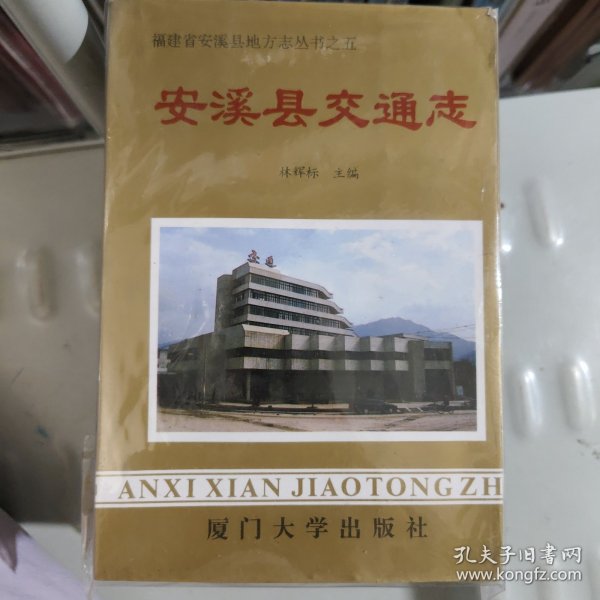 福建省安溪县地方志丛书之五
安溪县交通志
林辉标 主编
交通
ANXI XIAN JIAOTONG ZH
厦门大学出版社
孔夫子旧书网
www.kongfz.com